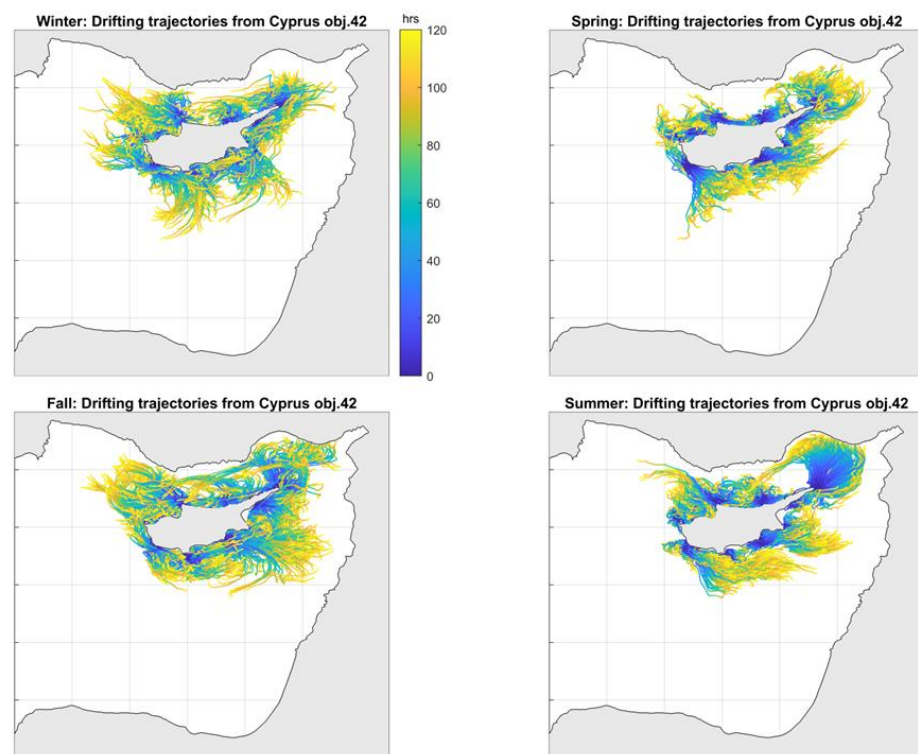 Winter: Drifting trajectories from Cyprus obj.42
hrs
120
100
80
60
40
20
0
Spring: Drifting trajectories from Cyprus obj.42
Fall: Drifting trajectories from Cyprus obj.42
Summer: Drifting trajectories from Cyprus obj.42